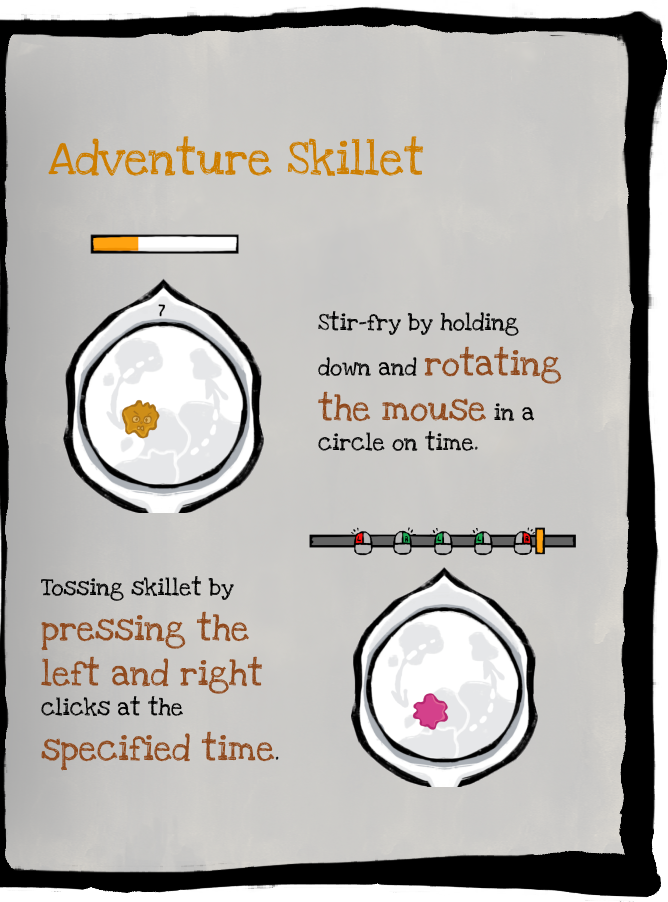 Adventure Skillet
7
Stir-fry by holding
down and rotating
the mouse in a
circle on time.
L R L L R
Tossing skillet by
pressing the
left and right
clicks at the
specified time.